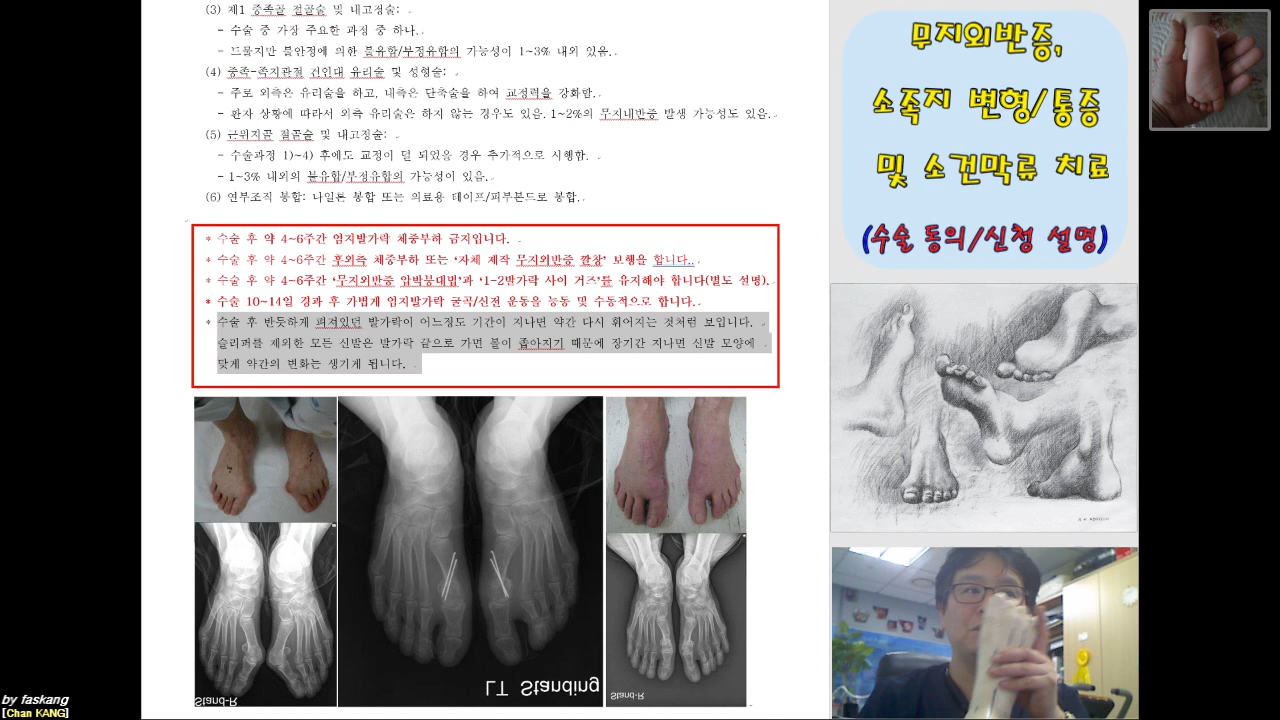 (3) 제1 중족골 절골술 및 내고정술:
- 수술 중 가장 주요한 과정 중 하나.
- 드물지만 불안정에 의한 불유합/부정유합의 가능성이 1~3% 내외 있음.
(4) 중족-족지관절 건인대 유리술 및 성형술:
- 주로 외측은 유리술을 하고, 내측은 단축술을 하여 교정력을 강화함.
- 환자 상황에 따라서 외측 유리술은 하지 않는 경우도 있음. 1~2%의 무지내반증 발생 가능성도 있음.
(5) 근위지골 절골술 및 내고정술:
- 수술과정 1)~4) 후에도 교정이 덜 되었을 경우 추가적으로 시행함.
- 1~3% 내외의 불유합/부정유합의 가능성이 있음.
(6) 연부조직 봉합: 나일론 봉합 또는 의료용 테이프/피부본드로 봉합.
* 수술 후 약 4~6주간 엄지발가락 체중부하 금지입니다.
* 수술 후 약 4~6주간 후외측 체중부하 또는 '자체 제작 무지외반증 깔창' 보행을 합니다..
* 수술 후 약 4~6주간 '무지외반증 압박붕대법'과 '1-2발가락 사이 거즈'를 유지해야 합니다(별도 설명).
* 수술 10~14일 경과 후 가볍게 엄지발가락 굴곡/신전 운동을 능동 및 수동적으로 합니다.
* 수술 후 반듯하게 펴져있던 발가락이 어느정도 기간이 지나면 약간 다시 휘어지는 것처럼 보입니다.
슬리퍼를 제외한 모든 신발은 발가락 끝으로 가면 볼이 좁아지기 때문에 장기간 지나면 신발 모양에
맞게 약간의 변화는 생기게 됩니다.
LT Standing
Stand-R
Stand-R
무지외반증,
소족지 변형/통증
및 소건막류 치료
(수술 동의/신청 설명)
by faskang
[Chan KANG]